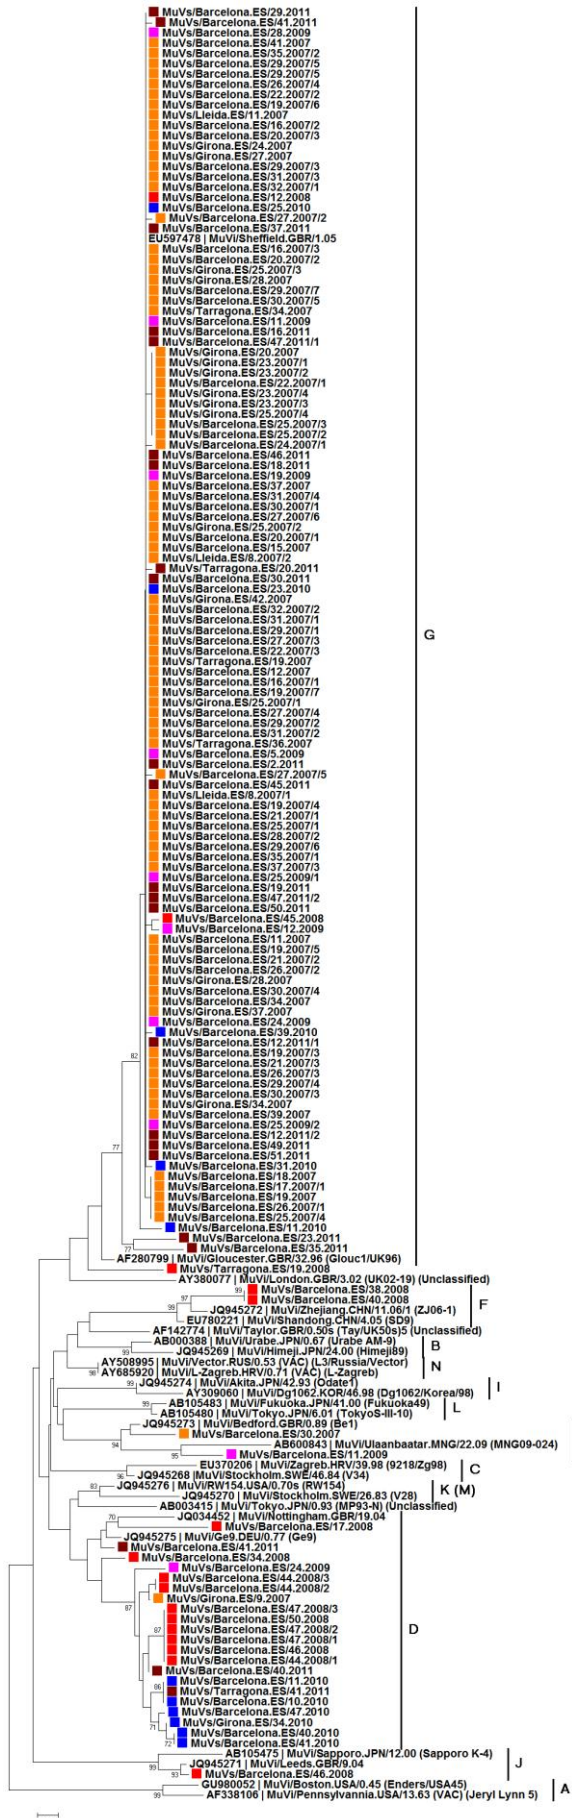 MuVs/Barcelona.ES/29.2011
MuVs/Barcelona.ES/41.2011
MuVs/Barcelona.ES/28.2009
MuVs/Barcelona.ES/41.2007
MuVs/Barcelona.ES/35.2007/2
MuVs/Barcelona.ES/29.2007/5
MuVs/Barcelona.ES/29.2007/5
MuVs/Barcelona.ES/26.2007/4
MuVs/Barcelona.ES/22.2007/2
MuVs/Barcelona.ES/19.2007/6
MuVs/Lleida.ES/11.2007
MuVs/Barcelona.ES/16.2007/2
MuVs/Barcelona.ES/20.2007/3
MuVs/Girona.ES/24.2007
MuVs/Girona.ES/27.2007
MuVs/Barcelona.ES/29.2007/3
MuVs/Barcelona.ES/31.2007/3
MuVs/Barcelona.ES/32.2007/1
MuVs/Barcelona.ES/12.2008
MuVs/Barcelona.ES/25.2010
MuVs/Barcelona.ES/27.2007/2
MuVs/Barcelona.ES/37.2011
EU597478 | MuVi/Sheffield.GBR/1.05
MuVs/Barcelona.ES/16.2007/3
MuVs/Barcelona.ES/20.2007/2
MuVs/Girona.ES/25.2007/3
MuVs/Girona.ES/28.2007
MuVs/Barcelona.ES/29.2007/7
MuVs/Barcelona.ES/30.2007/5
MuVs/Tarragona.ES/34.2007
MuVs/Barcelona.ES/11.2009
MuVs/Barcelona.ES/16.2011
MuVs/Barcelona.ES/47.2011/1
MuVs/Girona.ES/20.2007
MuVs/Girona.ES/23.2007/1
MuVs/Girona.ES/23.2007/2
MuVs/Barcelona.ES/22.2007/1
MuVs/Girona.ES/23.2007/4
MuVs/Girona.ES/23.2007/3
MuVs/Girona.ES/25.2007/4
MuVs/Barcelona.ES/25.2007/3
MuVs/Barcelona.ES/25.2007/2
MuVs/Barcelona.ES/24.2007/1
MuVs/Barcelona.ES/46.2011
MuVs/Barcelona.ES/18.2011
MuVs/Barcelona.ES/19.2009
MuVs/Barcelona.ES/37.2007
MuVs/Barcelona.ES/31.2007/4
MuVs/Barcelona.ES/30.2007/1
MuVs/Barcelona.ES/27.2007/6
MuVs/Girona.ES/25.2007/2
MuVs/Barcelona.ES/20.2007/1
MuVs/Barcelona.ES/15.2007
MuVs/Lleida.ES/8.2007/2
MuVs/Tarragona.ES/20.2011
MuVs/Barcelona.ES/30.2011
MuVs/Barcelona.ES/23.2010
MuVs/Girona.ES/42.2007
MuVs/Barcelona.ES/32.2007/2
MuVs/Barcelona.ES/31.2007/1
MuVs/Barcelona.ES/29.2007/1
MuVs/Barcelona.ES/27.2007/3
MuVs/Barcelona.ES/22.2007/3
MuVs/Tarragona.ES/19.2007
MuVs/Barcelona.ES/12.2007
MuVs/Barcelona.ES/16.2007/1
MuVs/Barcelona.ES/19.2007/7
MuVs/Girona.ES/25.2007/1
MuVs/Barcelona.ES/27.2007/4
MuVs/Barcelona.ES/29.2007/2
MuVs/Barcelona.ES/31.2007/2
MuVs/Tarragona.ES/36.2007
MuVs/Barcelona.ES/5.2009
MuVs/Barcelona.ES/2.2011
MuVs/Barcelona.ES/27.2007/5
MuVs/Barcelona.ES/45.2011
MuVs/Lleida.ES/8.2007/1
MuVs/Barcelona.ES/19.2007/4
MuVs/Barcelona.ES/21.2007/1
MuVs/Barcelona.ES/25.2007/1
MuVs/Barcelona.ES/28.2007/2
MuVs/Barcelona.ES/29.2007/6
MuVs/Barcelona.ES/35.2007/1
MuVs/Barcelona.ES/37.2007/3
MuVs/Barcelona.ES/25.2009/1
MuVs/Barcelona.ES/19.2011
MuVs/Barcelona.ES/47.2011/2
MuVs/Barcelona.ES/50.2011
MuVs/Barcelona.ES/45.2008
MuVs/Barcelona.ES/12.2009
MuVs/Barcelona.ES/11.2007
MuVs/Barcelona.ES/19.2007/5
MuVs/Barcelona.ES/21.2007/2
MuVs/Barcelona.ES/26.2007/2
MuVs/Girona.ES/28.2007
MuVs/Barcelona.ES/30.2007/4
MuVs/Barcelona.ES/34.2007
MuVs/Girona.ES/37.2007
MuVs/Barcelona.ES/24.2009
MuVs/Barcelona.ES/39.2010
MuVs/Barcelona.ES/12.2011/1
MuVs/Barcelona.ES/19.2007/3
MuVs/Barcelona.ES/21.2007/3
MuVs/Barcelona.ES/26.2007/3
MuVs/Barcelona.ES/29.2007/4
MuVs/Barcelona.ES/30.2007/3
MuVs/Girona.ES/34.2007
MuVs/Barcelona.ES/39.2007
MuVs/Barcelona.ES/25.2009/2
MuVs/Barcelona.ES/12.2011/2
MuVs/Barcelona.ES/49.2011
MuVs/Barcelona.ES/51.2011
MuVs/Barcelona.ES/31.2010
MuVs/Barcelona.ES/18.2007
MuVs/Barcelona.ES/17.2007/1
MuVs/Barcelona.ES/19.2007
MuVs/Barcelona.ES/26.2007/1
MuVs/Barcelona.ES/25.2007/4
MuVs/Barcelona.ES/11.2010
MuVs/Barcelona.ES/23.2011
MuVs/Barcelona.ES/35.2011
AF280799 | MuVi/Gloucester.GBR/32.96 (Glouc1/UK96)
MuVs/Tarragona.ES/19.2008
AY380077 | MuVi/London.GBR/3.02 (UK02-19) (Unclassified)
MuVs/Barcelona.ES/38.2008
MuVs/Barcelona.ES/40.2008
JQ945272 | MuVi/Zhejiang.CHN/11.06/1 (ZJ06-1)
EU780221 | MuVi/Shandong.CHN/4.05 (SD9)
AF142774 | MuVi/Taylor.GBR/0.50s (Tay/UK50s)5 (Unclassified)
AB000388 | MuVi/Urabe.JPN/0.67 (Urabe AM-9)
JQ945269 | MuVi/Himeji.JPN/24.00 (Himeji89)
AY508995 | MuVi/Vector.RUS/0.53 (VAC) (L3/Russia/Vector)
AY685920 | MuVi/L-Zagreb.HRV/0.71 (VAC) (L-Zagreb)
JQ945274 | MuVi/Akita.JPN/42.93 (Odate1)
AY309060 | MuVi/Dg1062.KOR/46.98 (Dg1062/Korea/98)
AB105483 | MuVi/Fukuoka.JPN/41.00 (Fukuoka49)
AB105480 | MuVi/Tokyo.JPN/6.01 (TokyoS-III-10)
JQ945273 | MuVi/Bedford.GBR/0.89 (Be1)
MuVs/Barcelona.ES/30.2007
AB600843 | MuVi/Ulaanbaatar.MNG/22.09 (MNG09-024)
MuVs/Barcelona.ES/11.2009
EU370206 | MuVi/Zagreb.HRV/39.98 (9218/Zg98)
JQ945268 | MuVi/Stockholm.SWE/46.84 (V34)
JQ945276 | MuVi/RW154.USA/0.70s (RW154)
JQ945270 | MuVi/Stockholm.SWE/26.83 (V28)
AB003415 | MuVi/Tokyo.JPN/0.93 (MP93-N) (Unclassified)
JQ034452 | MuVi/Nottingham.GBR/19.04
MuVs/Barcelona.ES/17.2008
JQ945275 | MuVi/Ge9.DEU/0.77 (Ge9)
MuVs/Barcelona.ES/41.2011
MuVs/Barcelona.ES/34.2008
MuVs/Barcelona.ES/24.2009
MuVs/Barcelona.ES/44.2008/3
MuVs/Barcelona.ES/44.2008/2
MuVs/Girona.ES/9.2007
MuVs/Barcelona.ES/47.2008/3
MuVs/Barcelona.ES/50.2008
MuVs/Barcelona.ES/47.2008/2
MuVs/Barcelona.ES/47.2008/1
MuVs/Barcelona.ES/46.2008
MuVs/Barcelona.ES/44.2008/1
MuVs/Barcelona.ES/40.2011
MuVs/Barcelona.ES/11.2010
MuVs/Tarragona.ES/41.2011
MuVs/Barcelona.ES/10.2010
MuVs/Barcelona.ES/47.2010
MuVs/Girona.ES/34.2010
MuVs/Barcelona.ES/40.2010
MuVs/Barcelona.ES/41.2010
AB105475 | MuVi/Sapporo.JPN/12.00 (Sapporo K-4)
JQ945271 | MuVi/Leeds.GBR/9.04
MuVs/Barcelona.ES/46.2008
GU980052 | MuVi/Boston.USA/0.45 (Enders/USA45)
AF338106 | MuVi/Pennsylvannia.USA/13.63 (VAC) (Jeryl Lynn 5)
G
F
B
N
I
L
C
K (M)
D
J
A
82
77
77
99
97
99
98
99
99
94
95
96
83
70
87
87
86
71
72
99
93
99